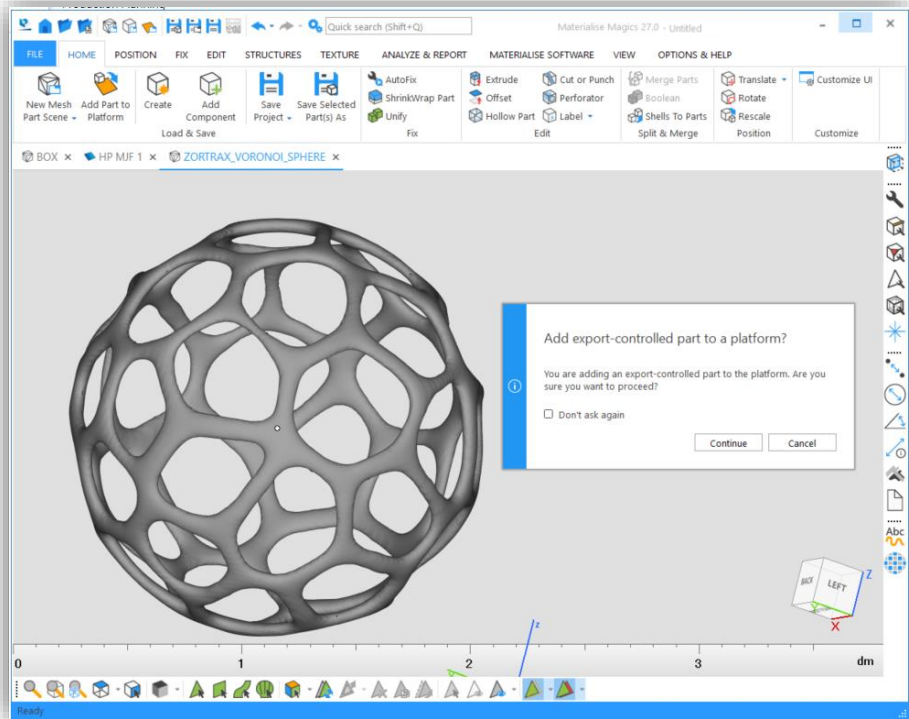 Quick search (Shift+Q)
Materialise Magics 27.0 - Untitled
FILE HOME POSITION FIX EDIT STRUCTURES TEXTURE ANALYZE & REPORT MATERIALISE SOFTWARE VIEW OPTIONS & HELP
New Mesh Part Scene
Add Part to Platform
Create
Add Component
Save Project
Save Selected Part(s) As
Load & Save
AutoFix
ShrinkWrap Part
Unify
Fix
Extrude
Offset
Hollow Part
Cut or Punch
Perforator
Label
Edit
Merge Parts
Boolean
Shells To Parts
Split & Merge
Translate
Rotate
Rescale
Position
Customize UI
Customize
BOX × HP MJF 1 × ZORTRAX_VORONOI_SPHERE ×
Add export-controlled part to a platform?
You are adding an export-controlled part to the platform. Are you
sure you want to proceed?
Don't ask again
Continue Cancel
Abc
BACK LEFT Z
X
z
0 1 2 3 dm
Ready